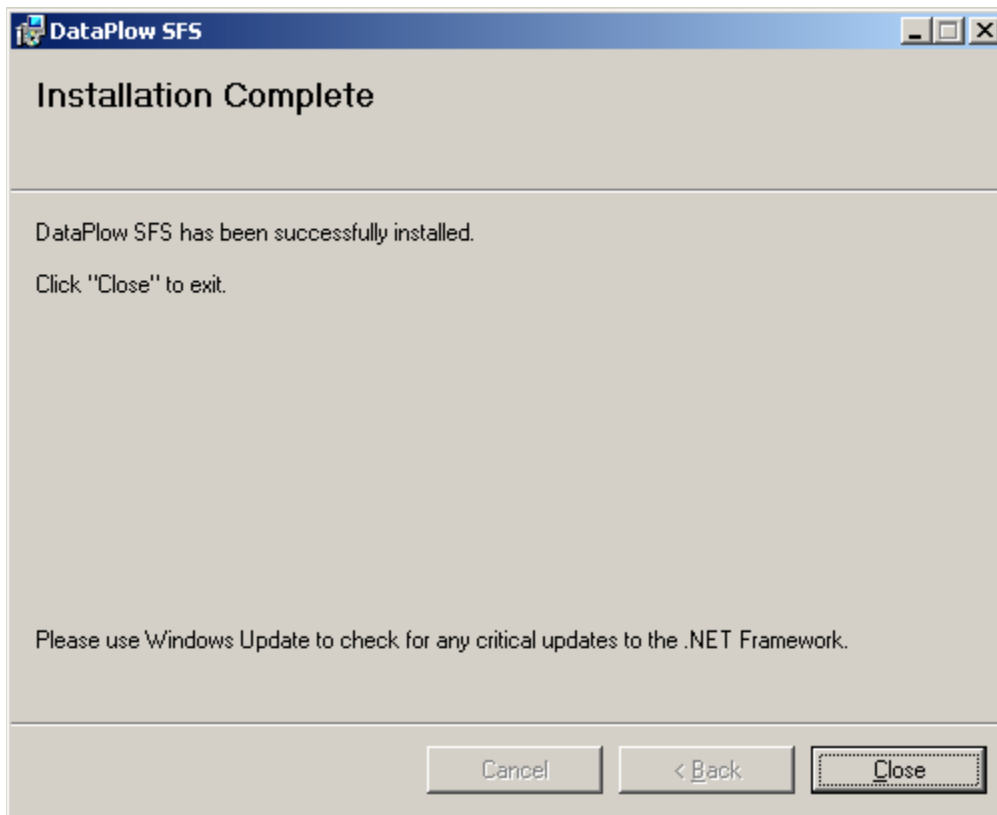 DataPlow SFS
Installation Complete
DataPlow SFS has been successfully installed.
Click "Close" to exit.
Please use Windows Update to check for any critical updates to the .NET Framework.
Cancel
< Back
Close